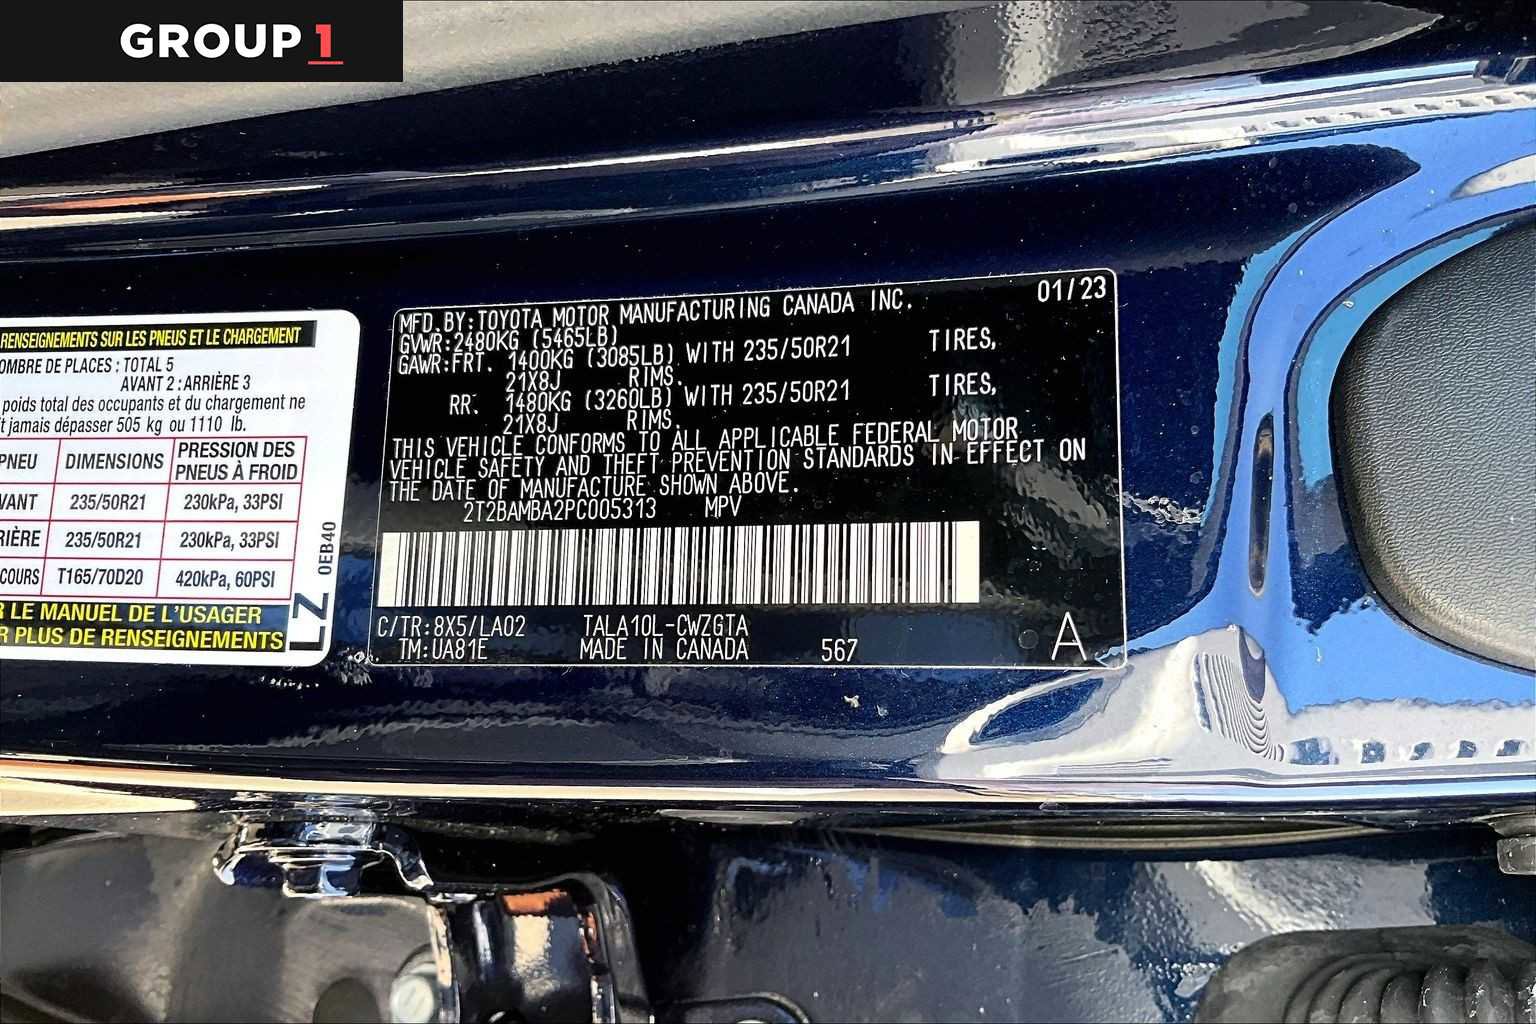 GROUP 1
RENSEIGNEMENTS SUR LES PNEUS ET LE CHARGEMENT
OMBRE DE PLACES : TOTAL 5
AVANT 2 : ARRIÈRE 3
poids total des occupants et du chargement ne
t jamais dépasser 505 kg ou 1110 lb.
PNEU DIMENSIONS PRESSION DES PNEUS À FROID
VANT 235/50R21 230kPa, 33PSI
RIÈRE 235/50R21 230kPa, 33PSI
COURS T165/70D20 420kPa, 60PSI
R LE MANUEL DE L'USAGER
R PLUS DE RENSEIGNEMENTS
LZ 0EB40
MFD.BY:TOYOTA MOTOR MANUFACTURING CANADA INC. 01/23
GVWR:2480KG (5465LB)
GAWR:FRT. 1400KG (3085LB) WITH 235/50R21 TIRES,
21X8J RIMS.
RR. 1480KG (3260LB) WITH 235/50R21 TIRES,
21X8J RIMS.
THIS VEHICLE CONFORMS TO ALL APPLICABLE FEDERAL MOTOR
VEHICLE SAFETY AND THEFT PREVENTION STANDARDS IN EFFECT ON
THE DATE OF MANUFACTURE SHOWN ABOVE.
2T2BAMBA2PC005313 MPV
C/TR:8X5/LA02 TALA10L-CWZGTA
TM:UA81E MADE IN CANADA 567 A